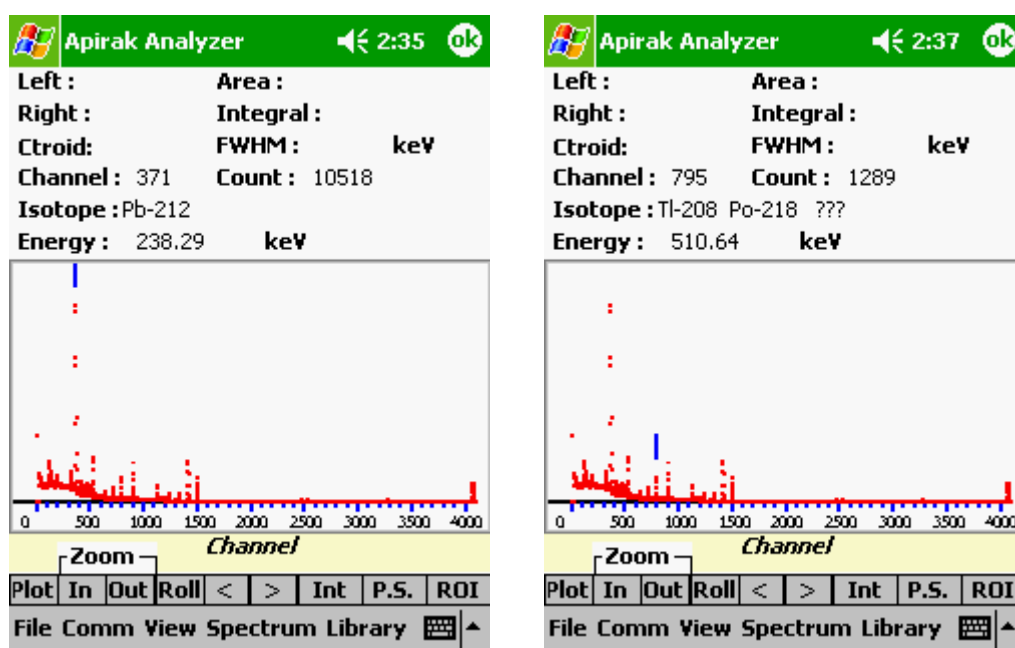 Apirak Analyzer 2:35 ok
Left : Area :
Right : Integral :
Ctroid: FWHM : keV
Channel : 371 Count : 10518
Isotope : Pb-212
Energy : 238.29 keV
0 500 1000 1500 2000 2500 3000 3500 4000
Channel
Zoom
Plot In Out Roll < > Int P.S. ROI
File Comm View Spectrum Library
Apirak Analyzer 2:37 ok
Left : Area :
Right : Integral :
Ctroid: FWHM : keV
Channel : 795 Count : 1289
Isotope : Tl-208 Po-218 ???
Energy : 510.64 keV
0 500 1000 1500 2000 2500 3000 3500 4000
Channel
Zoom
Plot In Out Roll < > Int P.S. ROI
File Comm View Spectrum Library